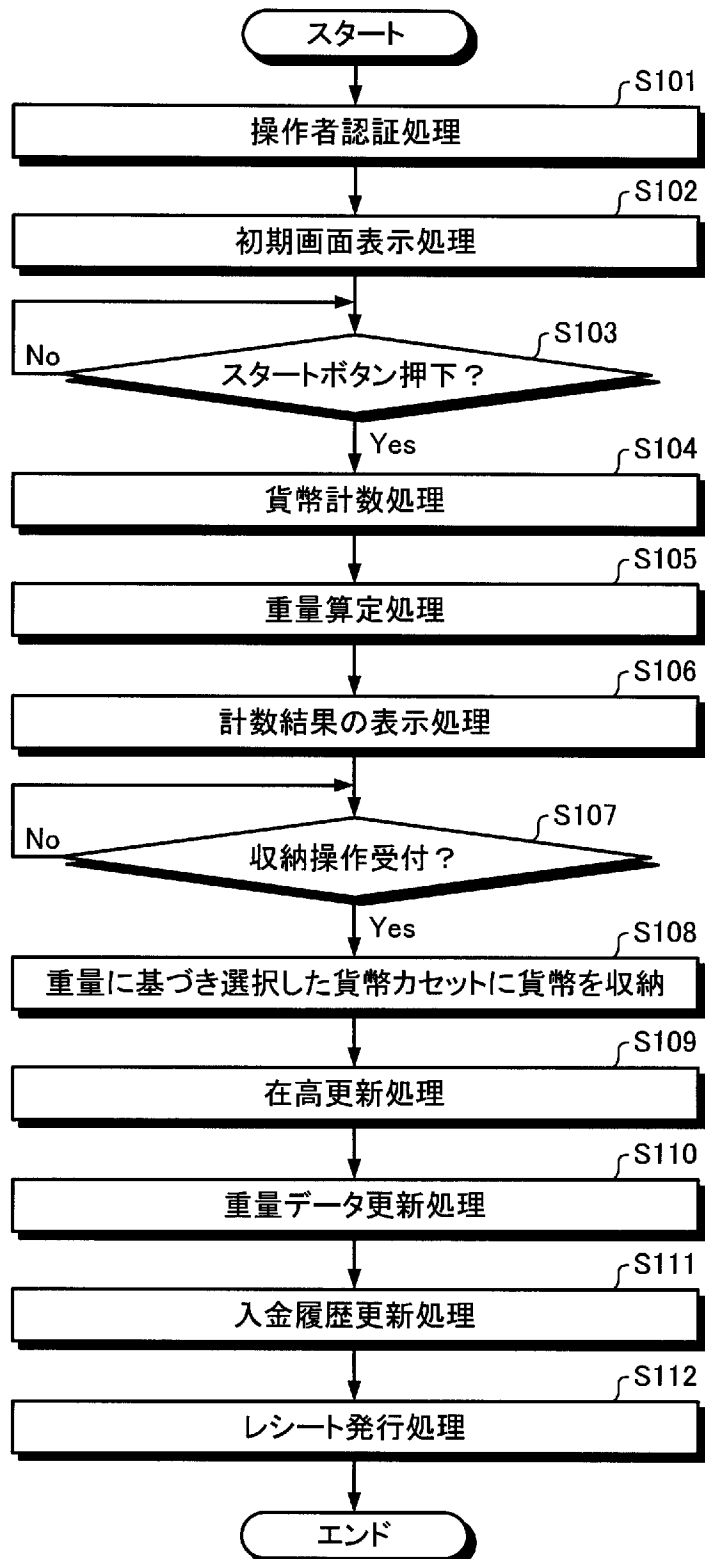 スタート
S101
操作者認証処理
S102
初期画面表示処理
S103
No
スタートボタン押下？
Yes
S104
貨幣計数処理
S105
重量算定処理
S106
計数結果の表示処理
S107
No
収納操作受付？
Yes
S108
重量に基づき選択した貨幣カセットに貨幣を収納
S109
在高更新処理
S110
重量データ更新処理
S111
入金履歴更新処理
S112
レシート発行処理
エンド